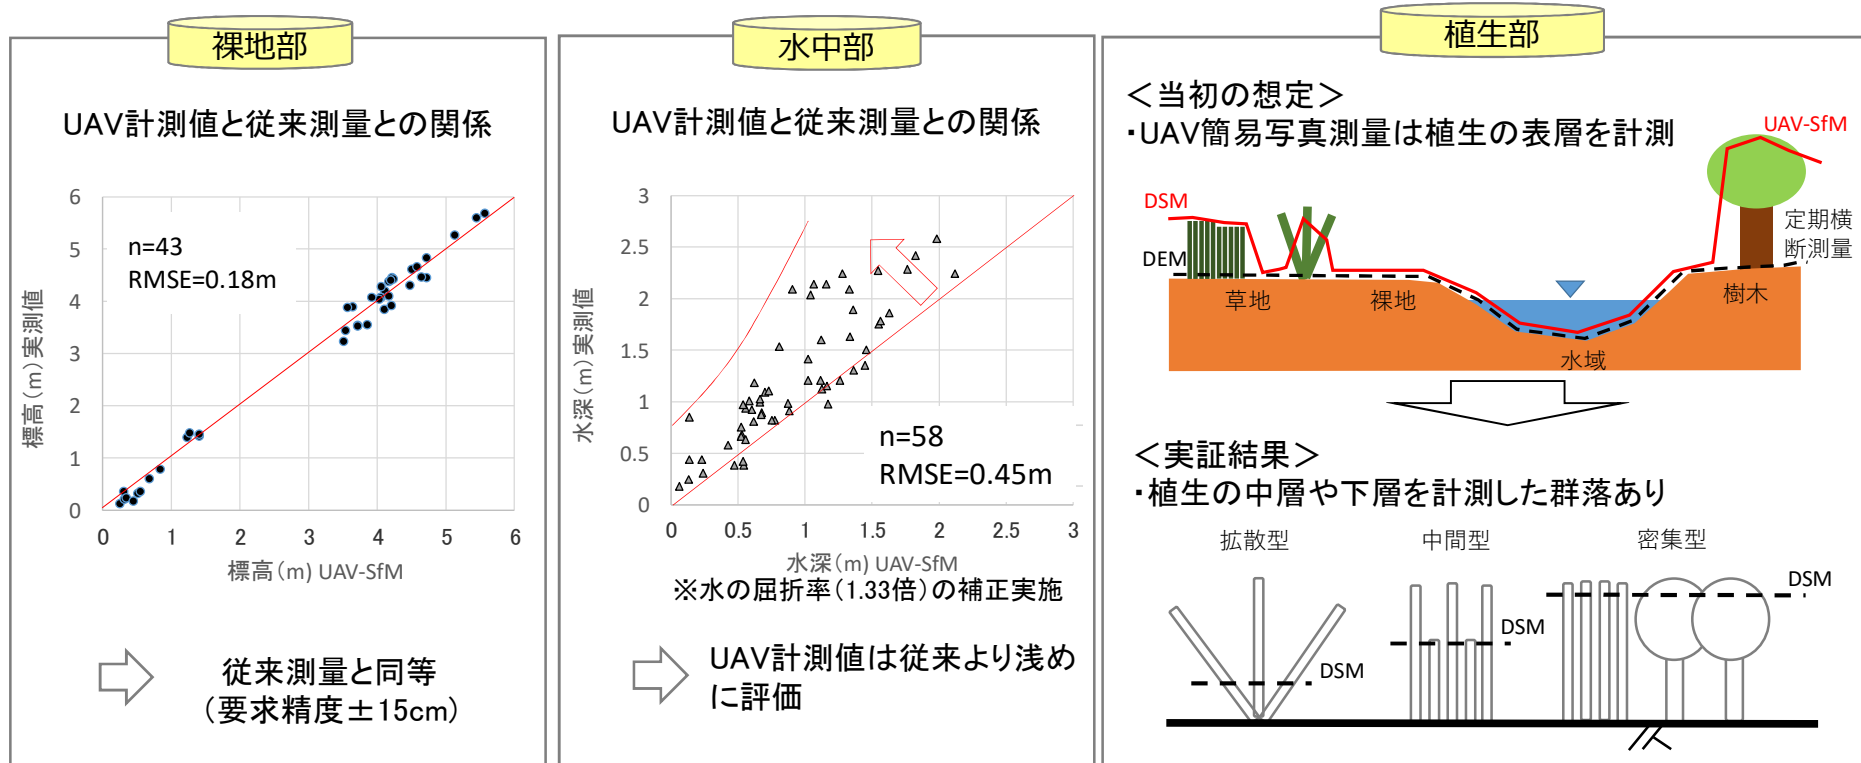 裸地部
UAV計測値と従来測量との関係
n=43
RMSE=0.18m
標高(m)実測値
6
5
4
3
2
1
0
0 1 2 3 4 5 6
標高(m) UAV-SfM
従来測量と同等
(要求精度±15cm)
水中部
UAV計測値と従来測量との関係
水深(m)実測値
3
2.5
2
1.5
1
0.5
0
n=58
RMSE=0.45m
0 0.5 1 1.5 2 2.5 3
水深(m) UAV-SfM
※水の屈折率(1.33倍)の補正実施
UAV計測値は従来より浅め
に評価
植生部
<当初の想定>
・UAV簡易写真測量は植生の表層を計測
UAV-SfM
DSM
DEM
定期横
断測量
草地
裸地
水域
樹木
<実証結果>
・植生の中層や下層を計測した群落あり
拡散型
中間型
密集型
DSM
DSM
DSM